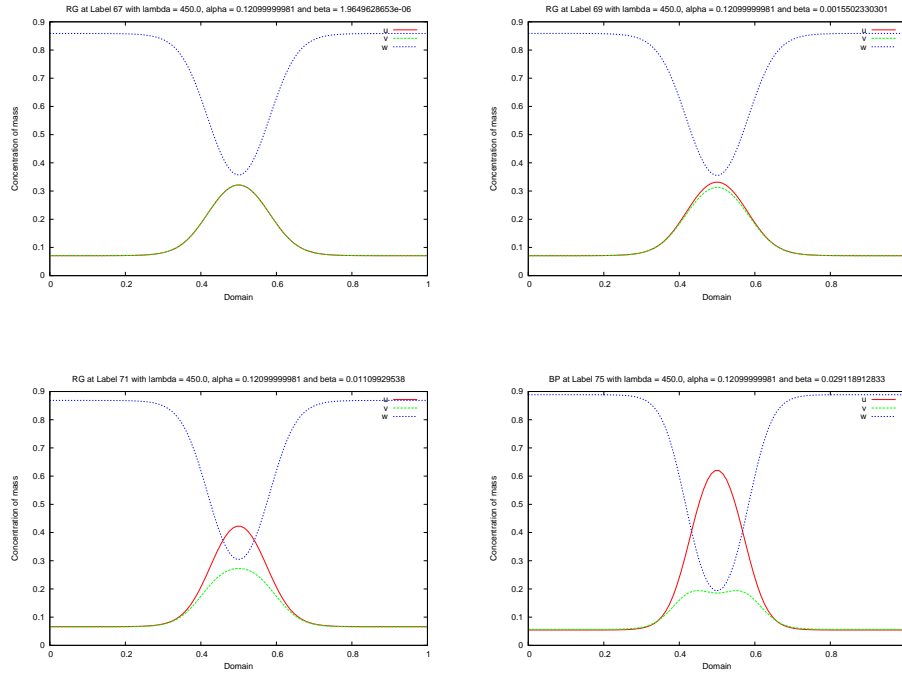 RG at Label 67 with lambda = 450.0, alpha = 0.12099999981 and beta = 1.9649628653e-06
0.9
0.8
0.7
0.6
0.5
0.4
0.3
0.2
0.1
0
Concentration of mass
u
v
w
0 0.2 0.4 0.6 0.8 1
Domain
RG at Label 69 with lambda = 450.0, alpha = 0.12099999981 and beta = 0.0015502330301
0.9
0.8
0.7
0.6
0.5
0.4
0.3
0.2
0.1
0
Concentration of mass
u
v
w
0 0.2 0.4 0.6 0.8
Domain
RG at Label 71 with lambda = 450.0, alpha = 0.12099999981 and beta = 0.01109929538
0.9
0.8
0.7
0.6
0.5
0.4
0.3
0.2
0.1
0
Concentration of mass
u
v
w
0 0.2 0.4 0.6 0.8 1
Domain
BP at Label 75 with lambda = 450.0, alpha = 0.12099999981 and beta = 0.029118912833
0.9
0.8
0.7
0.6
0.5
0.4
0.3
0.2
0.1
0
Concentration of mass
u
v
w
0 0.2 0.4 0.6 0.8
Domain